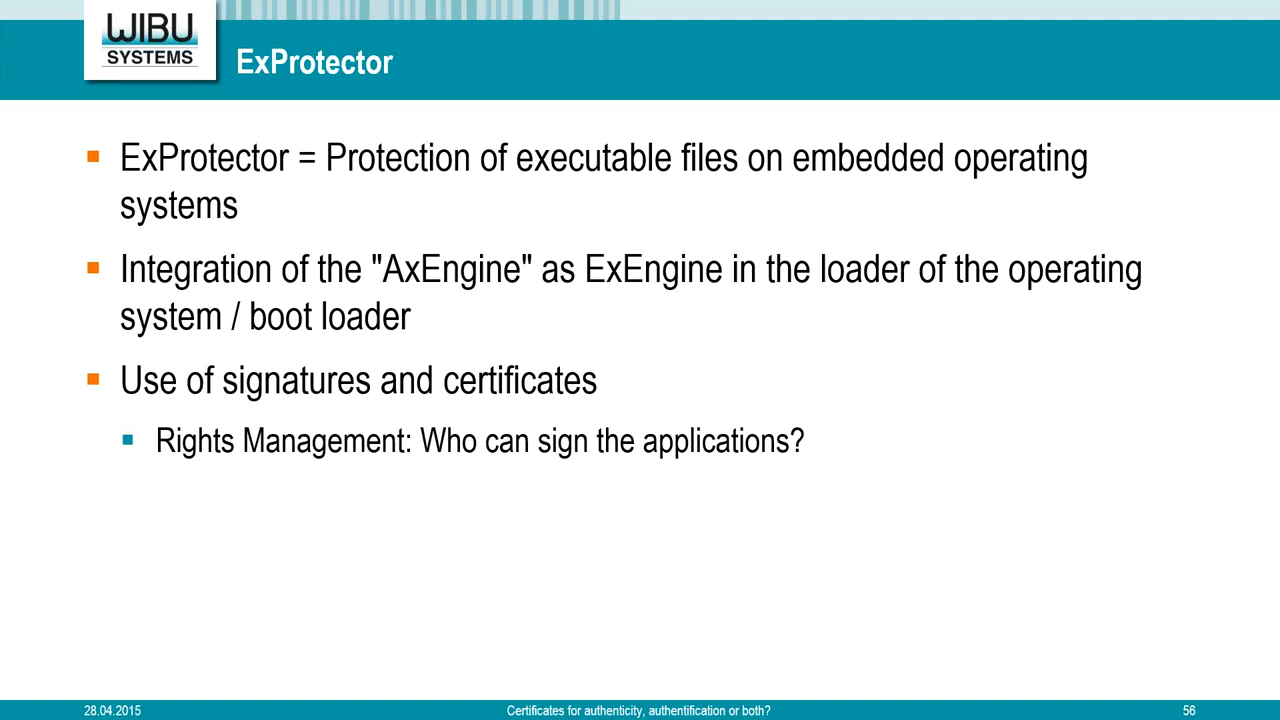 WIBU
SYSTEMS
ExProtector
ExProtector = Protection of executable files on embedded operating
systems
Integration of the "AxEngine" as ExEngine in the loader of the operating
system / boot loader
Use of signatures and certificates
Rights Management: Who can sign the applications?
28.04.2015
Certificates for authenticity, authentification or both?
56